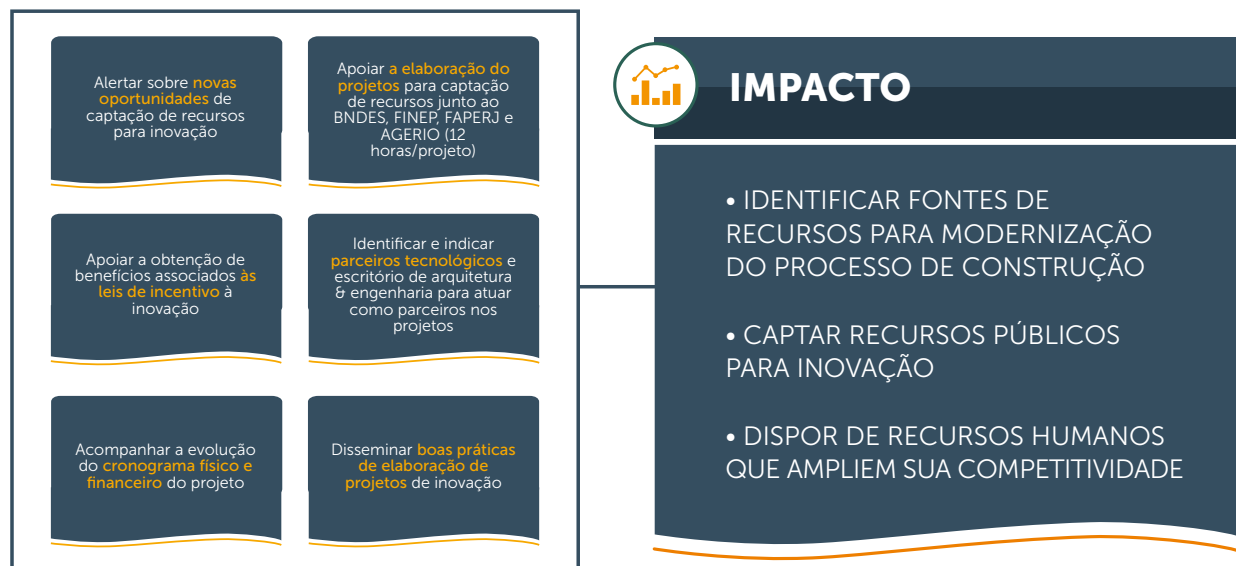 Alertar sobre novas
oportunidades de
captação de recursos
para inovação
Apoiar a elaboração do
projetos para captação
de recursos junto ao
BNDES, FINEP, FAPERJ e
AGERIO (12
horas/projeto)
Apoiar a obtenção de
benefícios associados às
leis de incentivo à
inovação
Identificar e indicar
parceiros tecnológicos e
escritório de arquitetura
& engenharia para atuar
como parceiros nos
projetos
Acompanhar a evolução
do cronograma físico e
financeiro do projeto
Disseminar boas práticas
de elaboração de
projetos de inovação
IMPACTO
• IDENTIFICAR FONTES DE
RECURSOS PARA MODERNIZAÇÃO
DO PROCESSO DE CONSTRUÇÃO
• CAPTAR RECURSOS PÚBLICOS
PARA INOVAÇÃO
• DISPOR DE RECURSOS HUMANOS
QUE AMPLIEM SUA COMPETITIVIDADE